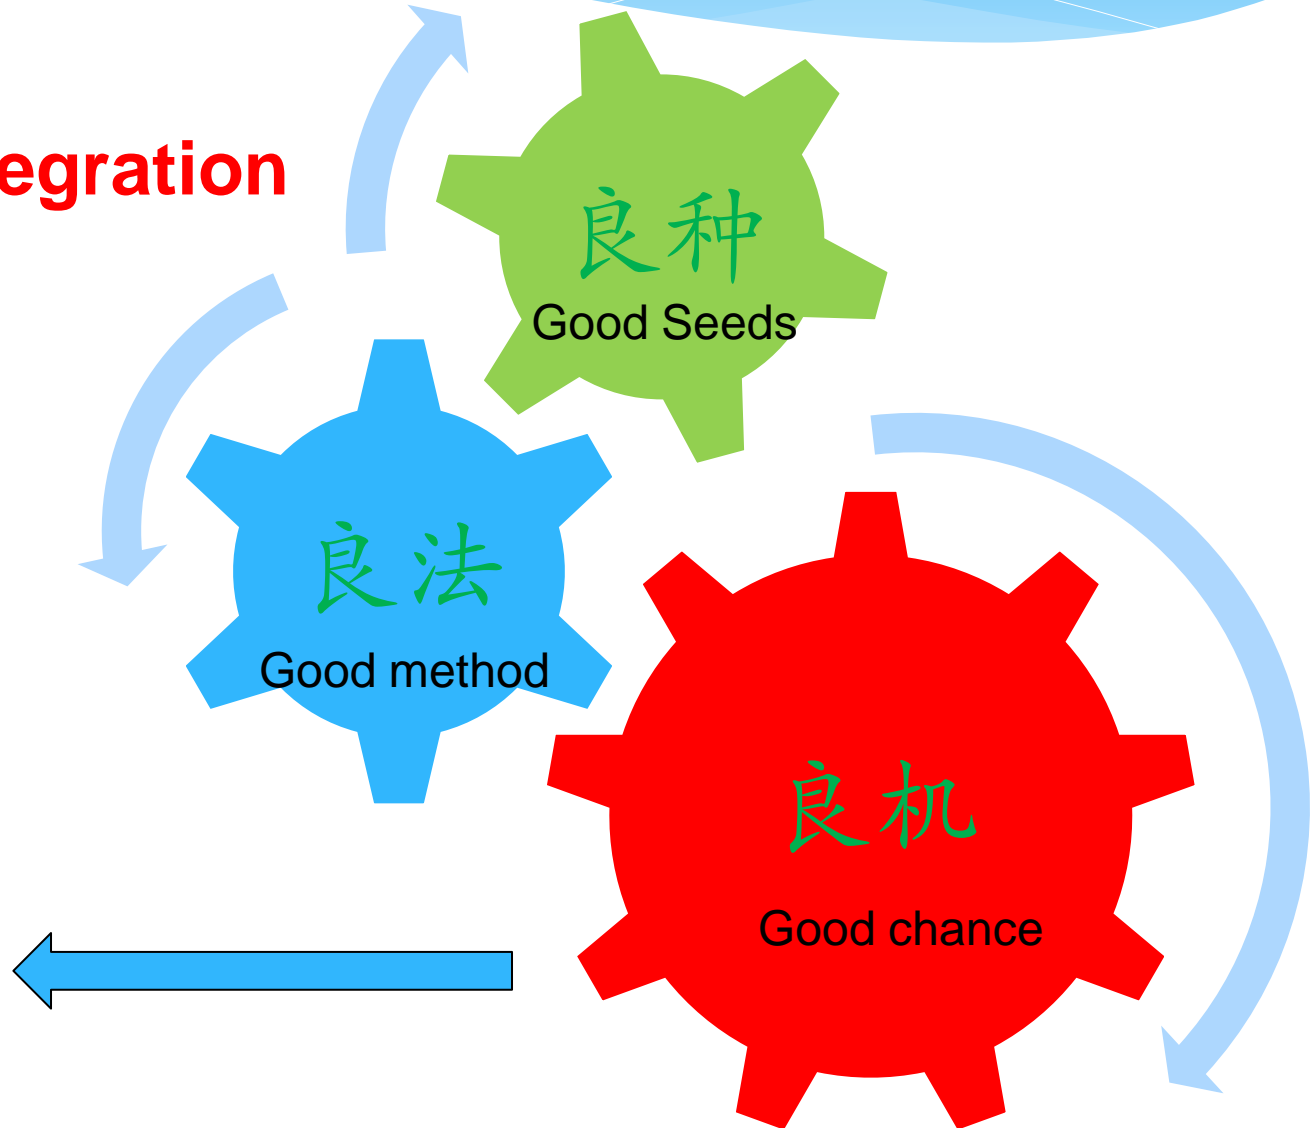 egration
良种
Good Seeds
良法
Good method
良机
Good chance